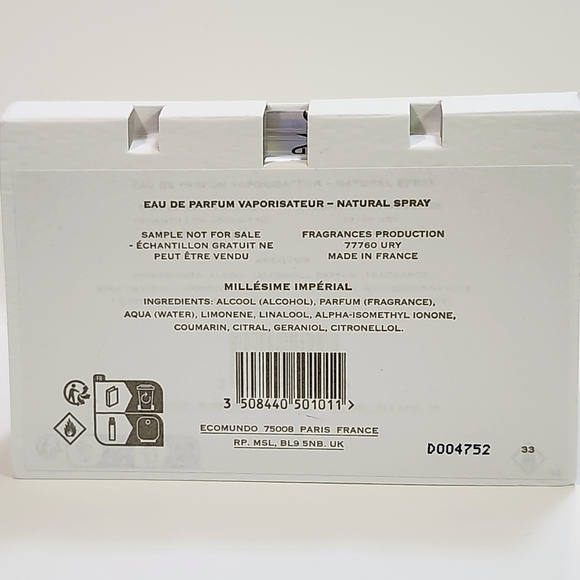 EAU DE PARFUM VAPORISATEUR – NATURAL SPRAY
SAMPLE NOT FOR SALE
- ÉCHANTILLON GRATUIT NE
PEUT ÊTRE VENDU
FRAGRANCES PRODUCTION
77760 URY
MADE IN FRANCE
MILLÉSIME IMPÉRIAL
INGREDIENTS: ALCOOL (ALCOHOL), PARFUM (FRAGRANCE),
AQUA (WATER), LIMONENE, LINALOOL, ALPHA-ISOMETHYL IONONE,
COUMARIN, CITRAL, GERANIOL, CITRONELLOL.
3 508440 501011 >
FR
ECOMUNDO 75008 PARIS FRANCE
RP. MSL, BL9 5NB. UK
D004752
33